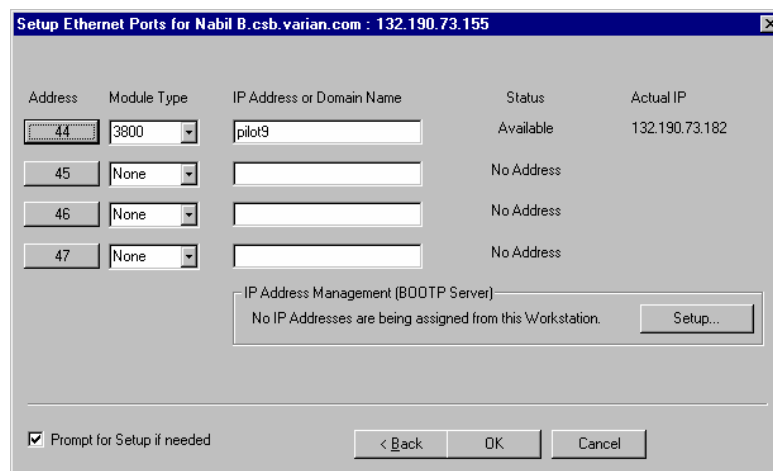 Setup Ethernet Ports for Nabil B.csb.varian.com : 132.190.73.155
Address Module Type IP Address or Domain Name Status Actual IP
44 3800 pilot9 Available 132.190.73.182
45 None No Address
46 None No Address
47 None No Address
IP Address Management (BOOTP Server)
No IP Addresses are being assigned from this Workstation. Setup...
Prompt for Setup if needed < Back OK Cancel